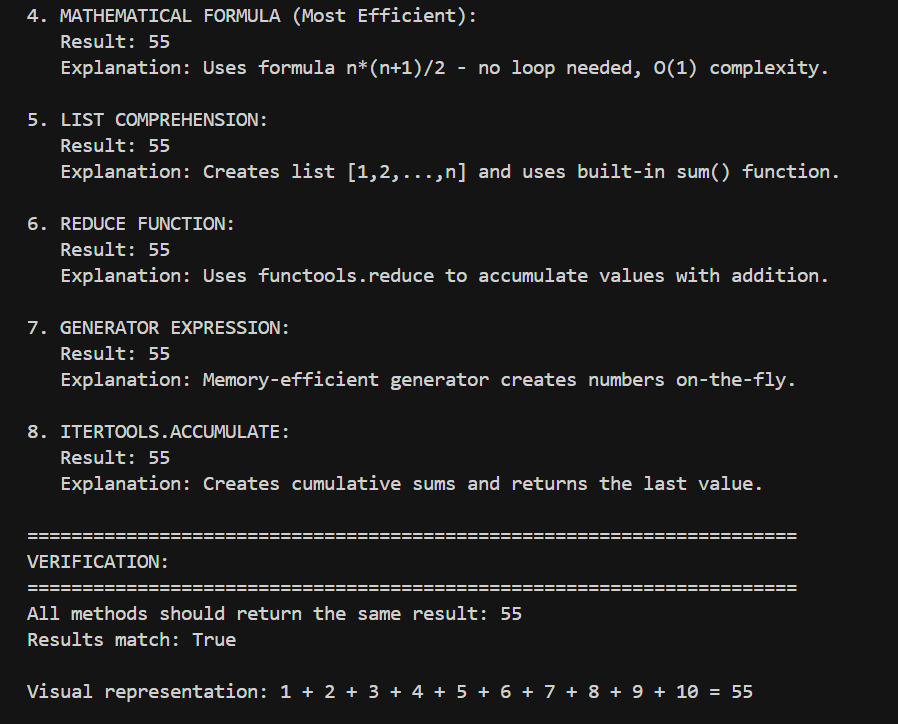 4. MATHEMATICAL FORMULA (Most Efficient):
Result: 55
Explanation: Uses formula n*(n+1)/2 - no loop needed, O(1) complexity.
5. LIST COMPREHENSION:
Result: 55
Explanation: Creates list [1,2,...,n] and uses built-in sum() function.
6. REDUCE FUNCTION:
Result: 55
Explanation: Uses functools.reduce to accumulate values with addition.
7. GENERATOR EXPRESSION:
Result: 55
Explanation: Memory-efficient generator creates numbers on-the-fly.
8. ITERTOOLS.ACCUMULATE:
Result: 55
Explanation: Creates cumulative sums and returns the last value.
======================================================================
VERIFICATION:
======================================================================
All methods should return the same result: 55
Results match: True
Visual representation: 1 + 2 + 3 + 4 + 5 + 6 + 7 + 8 + 9 + 10 = 55